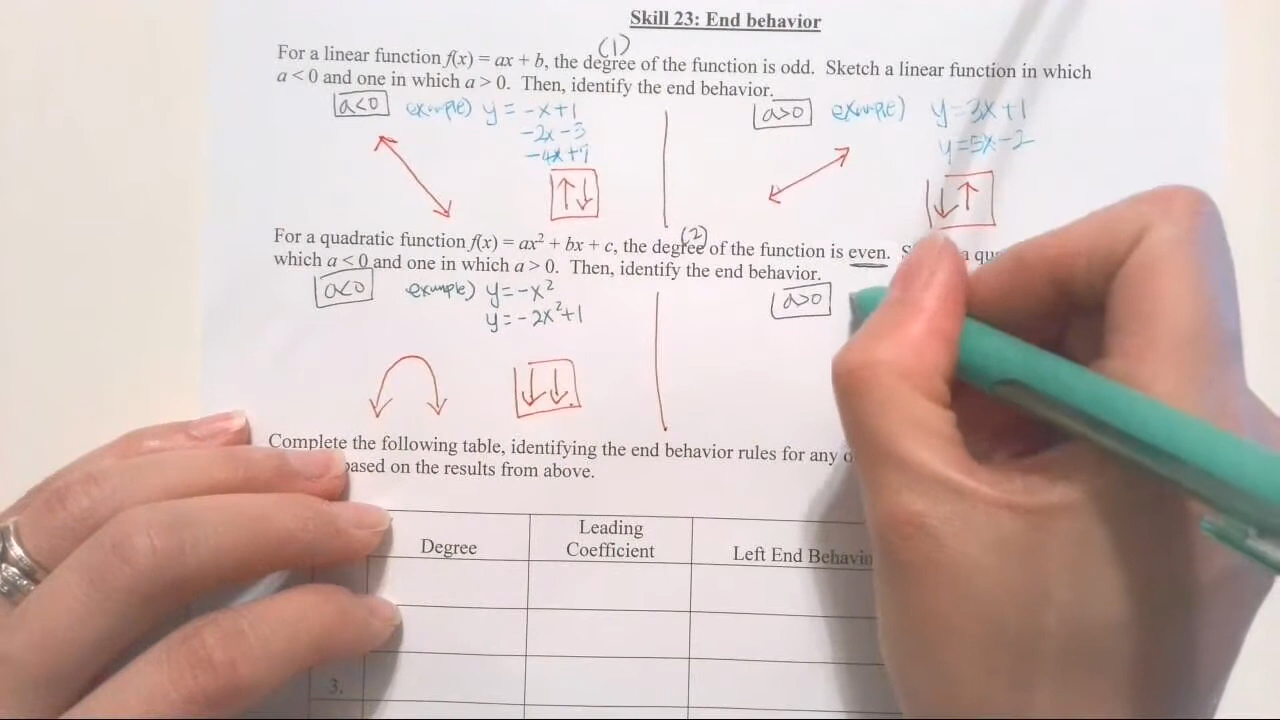 Skill 23: End behavior
(1)
For a linear function f(x) = ax + b, the degree of the function is odd. Sketch a linear function in which
a < 0 and one in which a > 0. Then, identify the end behavior.
a<0 example) y = -x+1
-2x-3
-4x+9
a>0 example) y=3x+1
y=5x-2
(2)
For a quadratic function f(x) = ax² + bx + c, the degree of the function is even.
which a < 0 and one in which a > 0. Then, identify the end behavior.
a<0 example) y=-x²
y=-2x²+1
a>0
Complete the following table, identifying the end behavior rules for any
based on the results from above.
Degree
Leading
Coefficient
Left End Behavio
3.